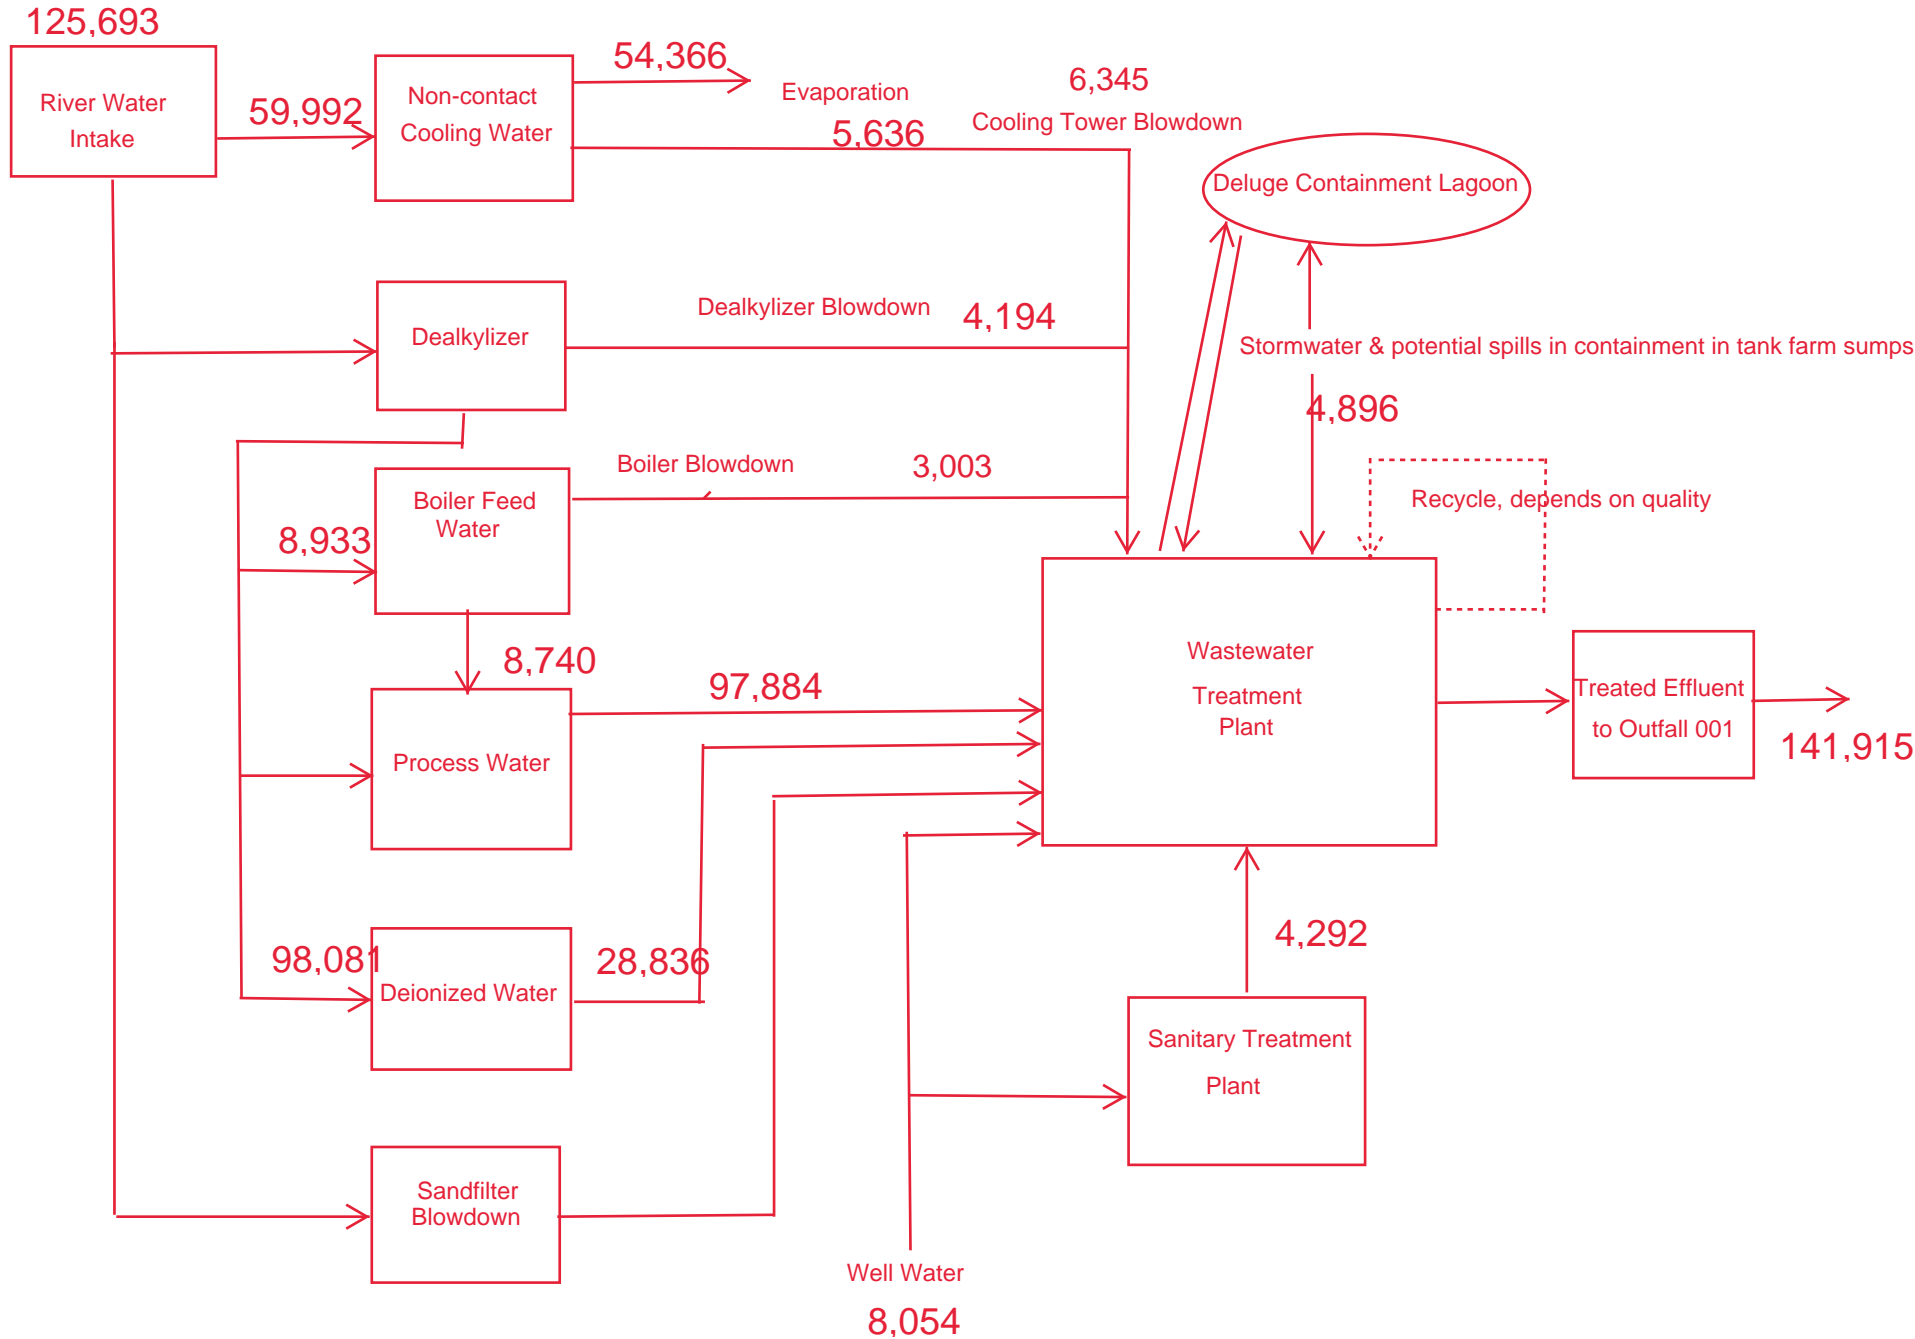 125,693
River Water
Intake
59,992
Non-contact
Cooling Water
54,366
Evaporation
5,636
6,345
Cooling Tower Blowdown
Deluge Containment Lagoon
Dealkylizer
Dealkylizer Blowdown
4,194
Stormwater & potential spills in containment in tank farm sumps
4,896
Boiler Feed
Water
8,933
Boiler Blowdown
3,003
Recycle, depends on quality
8,740
Process Water
97,884
Wastewater
Treatment
Plant
Treated Effluent
to Outfall 001
141,915
98,081
Deionized Water
28,836
4,292
Sanitary Treatment
Plant
Sandfilter
Blowdown
Well Water
8,054